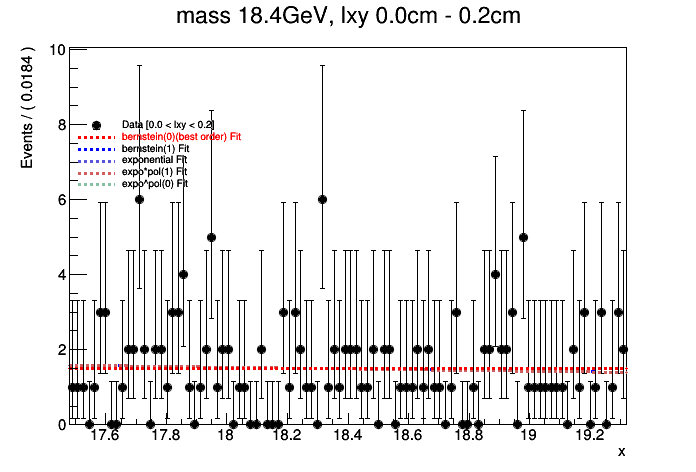 mass 18.4GeV, lxy 0.0cm - 0.2cm
Events / ( 0.0184 )
10
8
6
4
2
0
Data [0.0 < lxy < 0.2]
bernstein(0)(best order) Fit
bernstein(1) Fit
exponential Fit
expo*pol(1) Fit
expo^pol(0) Fit
17.6 17.8 18 18.2 18.4 18.6 18.8 19 19.2
x